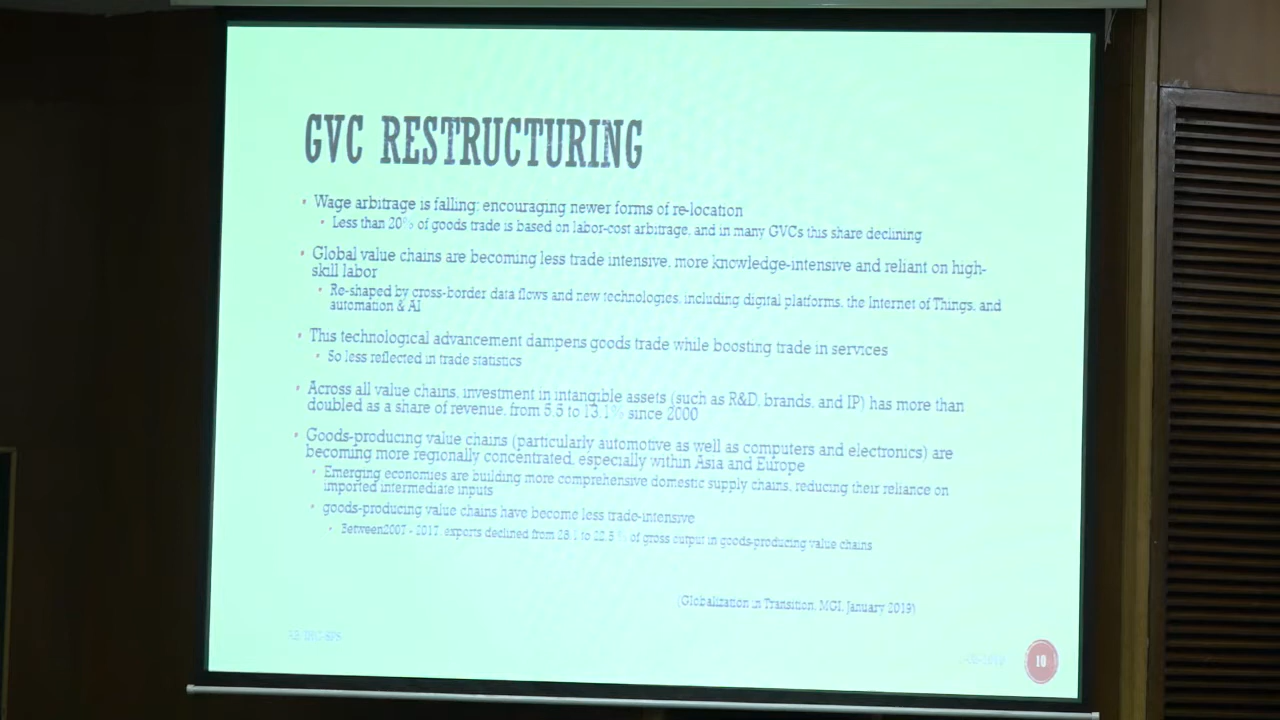 GVC RESTRUCTURING
Wage arbitrage is falling; encouraging newer forms of re-location
Less than 20% of goods trade is based on labor-cost arbitrage, and in many GVCs this share declining
Global value chains are becoming less trade intensive, more knowledge-intensive and reliant on high-
skill labor
Re-shaped by cross-border data flows and new technologies, including digital platforms, the Internet of Things, and
automation & AI
This technological advancement dampens goods trade while boosting trade in services
So less reflected in trade statistics
Across all value chains, investment in intangible assets (such as R&D, brands, and IP) has more than
doubled as a share of revenue, from 5.5 to 13.1% since 2000
Goods-producing value chains (particularly automotive as well as computers and electronics) are
becoming more regionally concentrated, especially within Asia and Europe
Emerging economies are building more comprehensive domestic supply chains, reducing their reliance on
imported intermediate inputs
goods-producing value chains have become less trade-intensive
Between2007 - 2017, exports declined from 28.1 to 22.5 % of gross output in goods-producing value chains
(Globalization in Transition, MGI, January 2019)
10